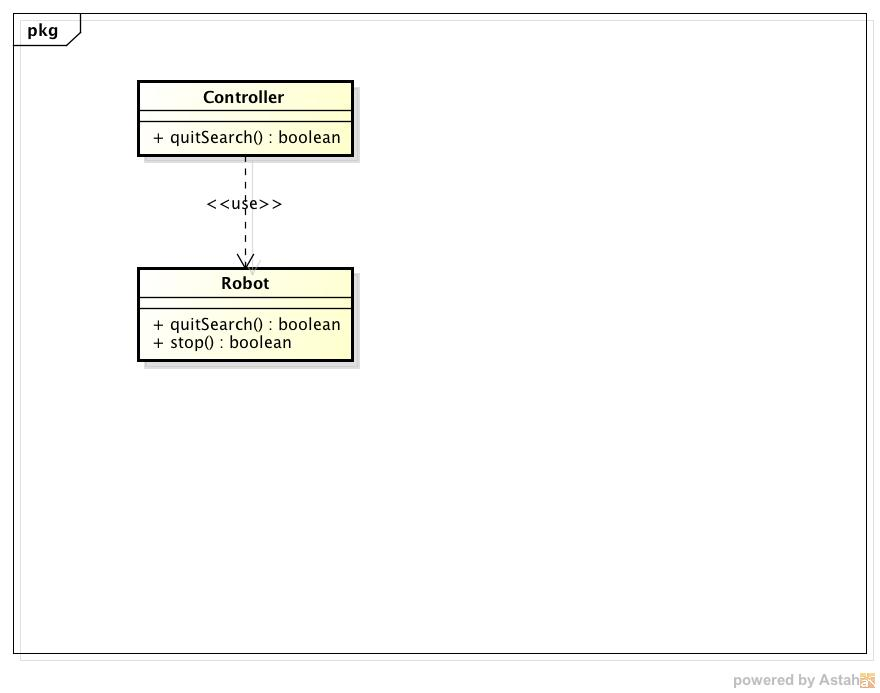 pkg
Controller
+ quitSearch() : boolean
<<use>>
Robot
+ quitSearch() : boolean
+ stop() : boolean
powered by Astah